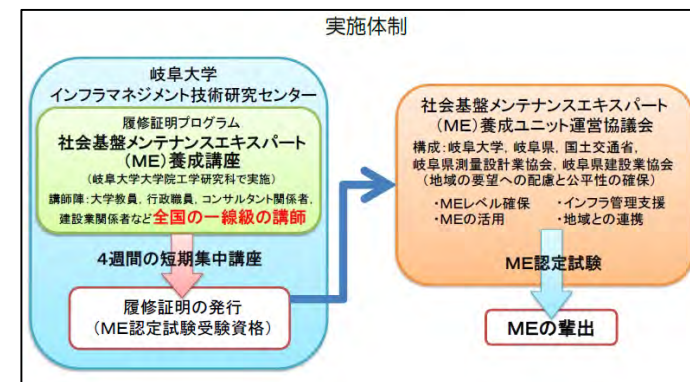 実施体制
岐阜大学
インフラマネジメント技術研究センター
履修証明プログラム
社会基盤メンテナンスエキスパート
(ME)養成講座
(岐阜大学大学院工学研究科で実施)
講師陣:大学教員、行政職員、コンサルタント関係者、
建設業関係者など全国の一線級の講師
4週間の短期集中講座
履修証明の発行
(ME認定試験受験資格)
社会基盤メンテナンスエキスパート
(ME)養成ユニット運営協議会
構成:岐阜大学、岐阜県、国土交通省、
岐阜県測量設計業協会、岐阜県建設業協会
(地域の要望への配慮と公平性の確保)
・MEレベル確保 ・インフラ管理支援
・MEの活用 ・地域との連携
ME認定試験
MEの輩出